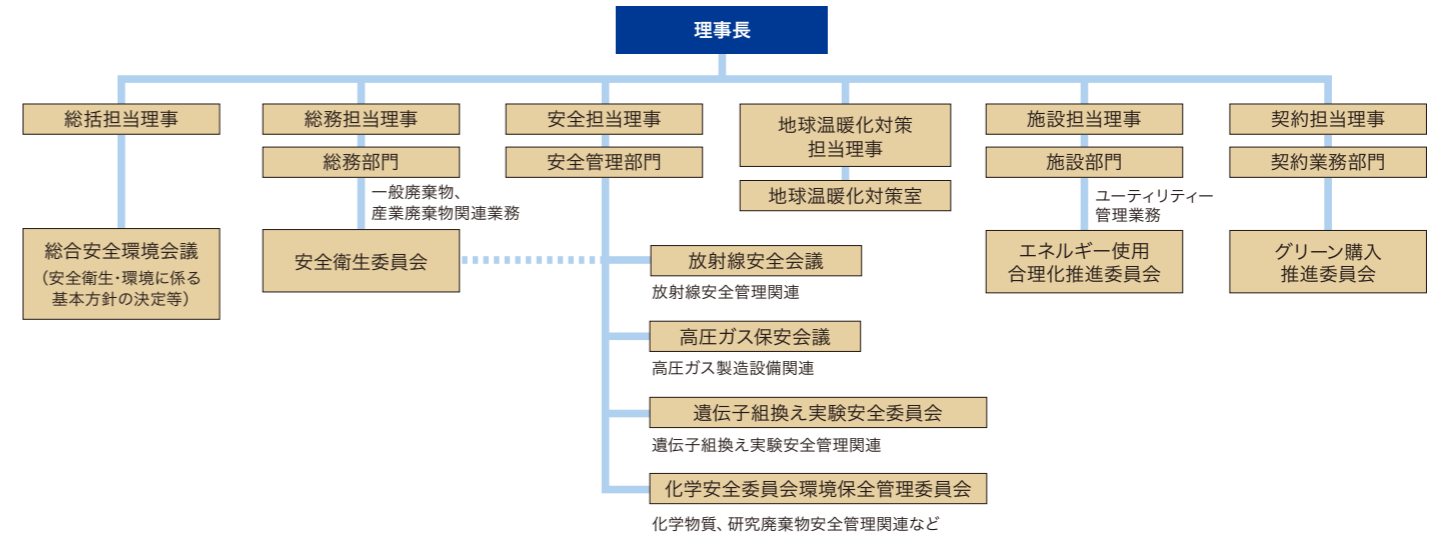 理事長
総括担当理事
総務担当理事
安全担当理事
地球温暖化対策
担当理事
施設担当理事
契約担当理事
総務部門
安全管理部門
地球温暖化対策室
施設部門
契約業務部門
一般廃棄物、
産業廃棄物関連業務
ユーティリティー
管理業務
総合安全環境会議
(安全衛生・環境に係る
基本方針の決定等)
安全衛生委員会
放射線安全会議
放射線安全管理関連
エネルギー使用
合理化推進委員会
グリーン購入
推進委員会
高圧ガス保安会議
高圧ガス製造設備関連
遺伝子組換え実験安全委員会
遺伝子組換え実験安全管理関連
化学安全委員会環境保全管理委員会
化学物質、研究廃棄物安全管理関連など